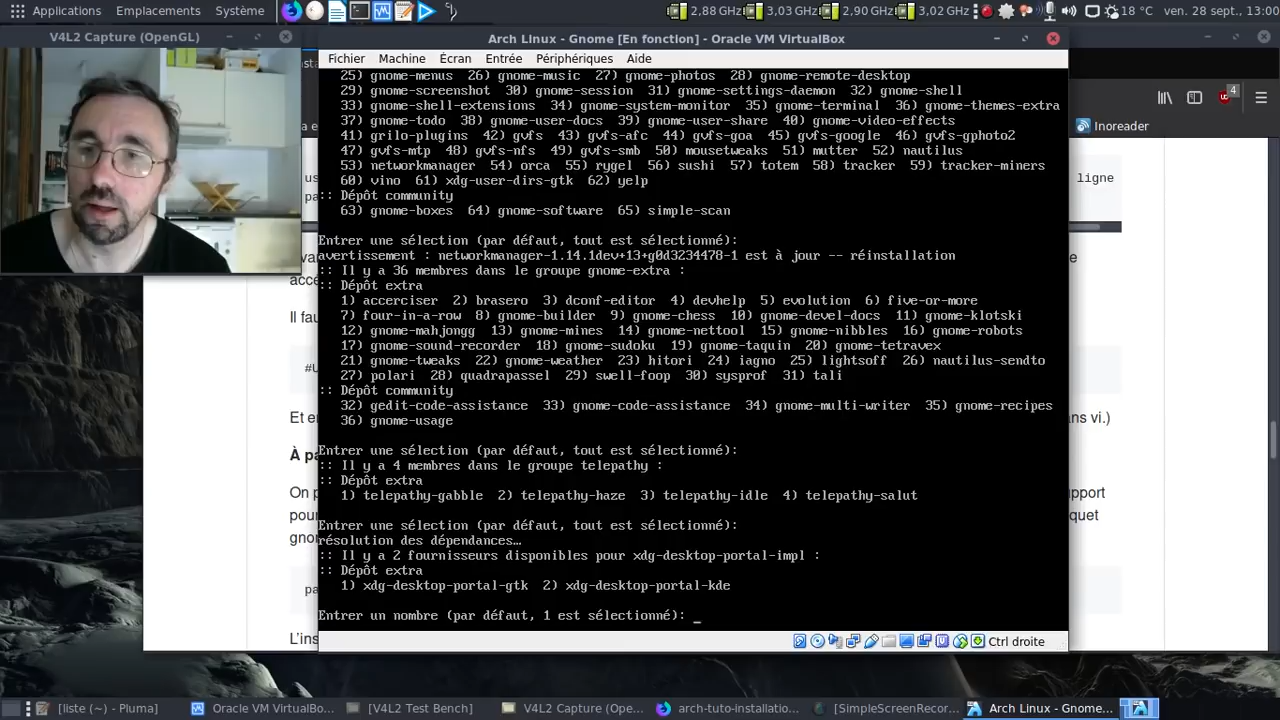 Applications Emplacements Système 2,88 GHz 3,03 GHz 2,90 GHz 3,02 GHz 18 °C ven. 28 sept., 13:00
V4L2 Capture (OpenGL)
Arch Linux - Gnome [En fonction] - Oracle VM VirtualBox
Fichier Machine Écran Entrée Périphériques Aide
25) gnome-menus 26) gnome-music 27) gnome-photos 28) gnome-remote-desktop
29) gnome-screenshot 30) gnome-session 31) gnome-settings-daemon 32) gnome-shell
33) gnome-shell-extensions 34) gnome-system-monitor 35) gnome-terminal 36) gnome-themes-extra
37) gnome-todo 38) gnome-user-docs 39) gnome-user-share 40) gnome-video-effects
41) grilo-plugins 42) gvfs 43) gvfs-afc 44) gvfs-goa 45) gvfs-google 46) gvfs-gphoto2
47) gvfs-mtp 48) gvfs-nfs 49) gvfs-smb 50) mousetweaks 51) mutter 52) nautilus
53) networkmanager 54) orca 55) rygel 56) sushi 57) totem 58) tracker 59) tracker-miners
60) vino 61) xdg-user-dirs-gtk 62) yelp
:: Dépôt community
63) gnome-boxes 64) gnome-software 65) simple-scan
Entrer une sélection (par défaut, tout est sélectionné):
avertissement : networkmanager-1.14.1dev+13+g0d3234478-1 est à jour -- réinstallation
:: Il y a 36 membres dans le groupe gnome-extra :
:: Dépôt extra
1) accerciser 2) brasero 3) dconf-editor 4) devhelp 5) evolution 6) five-or-more
7) four-in-a-row 8) gnome-builder 9) gnome-chess 10) gnome-devel-docs 11) gnome-klotski
12) gnome-mahjongg 13) gnome-mines 14) gnome-nettool 15) gnome-nibbles 16) gnome-robots
17) gnome-sound-recorder 18) gnome-sudoku 19) gnome-taquin 20) gnome-tetravex
21) gnome-tweaks 22) gnome-weather 23) hitori 24) iagno 25) lightsoff 26) nautilus-sendto
27) polari 28) quadrapassel 29) swell-foop 30) sysprof 31) tali
:: Dépôt community
32) gedit-code-assistance 33) gnome-code-assistance 34) gnome-multi-writer 35) gnome-recipes
36) gnome-usage
Entrer une sélection (par défaut, tout est sélectionné):
:: Il y a 4 membres dans le groupe telepathy :
:: Dépôt extra
1) telepathy-gabble 2) telepathy-haze 3) telepathy-idle 4) telepathy-salut
Entrer une sélection (par défaut, tout est sélectionné):
résolution des dépendances…
:: Il y a 2 fournisseurs disponibles pour xdg-desktop-portal-impl :
:: Dépôt extra
1) xdg-desktop-portal-gtk 2) xdg-desktop-portal-kde
Entrer un nombre (par défaut, 1 est sélectionné): _
Ctrl droite
4
Inoreader
ligne
Il
Et
vi.)
On
support
pour
L'ins
[liste (~) - Pluma] Oracle VM VirtualBo... [V4L2 Test Bench] V4L2 Capture (Ope... arch-tuto-installatio... [SimpleScreenRecor... Arch Linux - Gnome...